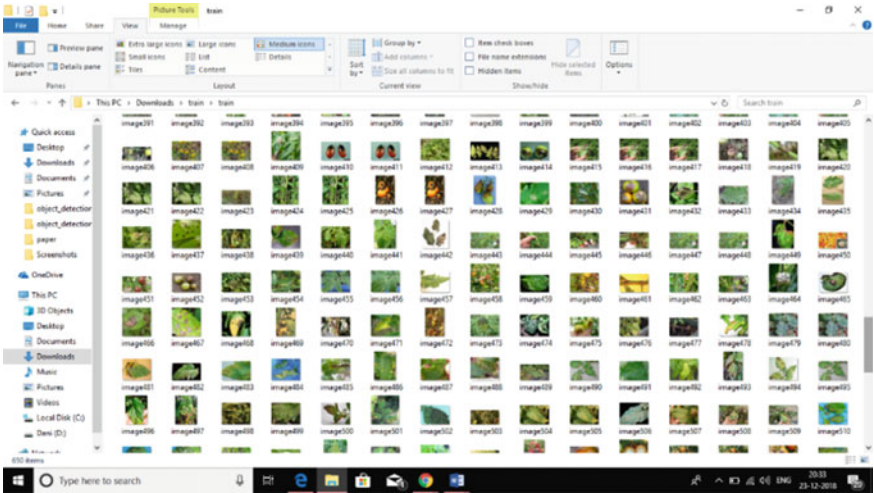 Picture Tools train
File Home Share View Manage
Navigation pane Preview pane Details pane
Extra large icons Large icons Medium icons
Small icons List Details
Tiles Content
Sort by Group by Add columns Size all columns to fit
Item check boxes
File name extensions
Hidden items
Hide selected items
Options
Panes Layout Current view Show/hide
This PC Downloads train train
Search train
Quick access
Desktop
Downloads
Documents
Pictures
object_detection
object_detection
paper
Screenshots
OneDrive
This PC
3D Objects
Desktop
Documents
Downloads
Music
Pictures
Videos
Local Disk (C:)
Deni (D:)
image391 image392 image393 image394 image395 image396 image397 image398 image399 image400 image401 image402 image403 image404 image405
image406 image407 image408 image409 image410 image411 image412 image413 image414 image415 image416 image417 image418 image419 image420
image421 image422 image423 image424 image425 image426 image427 image428 image429 image430 image431 image432 image433 image434 image435
image436 image437 image438 image439 image440 image441 image442 image443 image444 image445 image446 image447 image448 image449 image450
image451 image452 image453 image454 image455 image456 image457 image458 image459 image460 image461 image462 image463 image464 image465
image466 image467 image468 image469 image470 image471 image472 image473 image474 image475 image476 image477 image478 image479 image480
image481 image482 image483 image484 image485 image486 image487 image488 image489 image490 image491 image492 image493 image494 image495
image496 image497 image498 image499 image500 image501 image502 image503 image504 image505 image506 image507 image508 image509 image510
650 items
Type here to search
ENG
20:33
23-12-2018